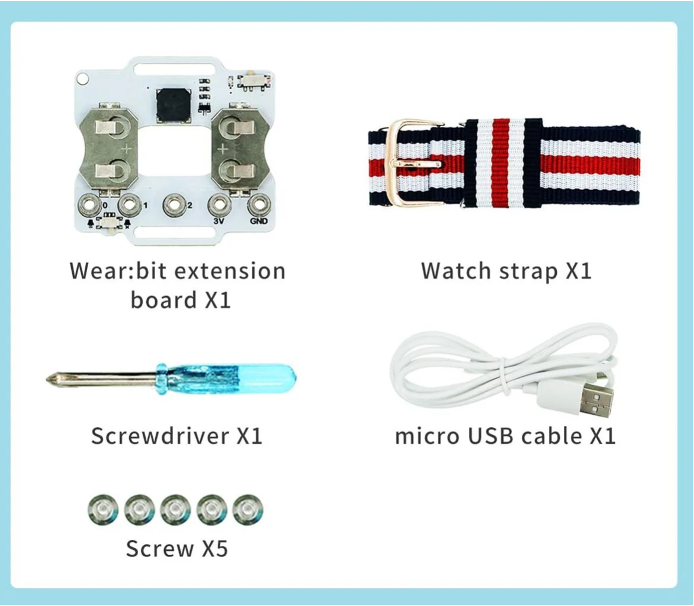 0 1 2 3V GND
Wear:bit extension
board X1
Watch strap X1
Screwdriver X1
micro USB cable X1
Screw X5